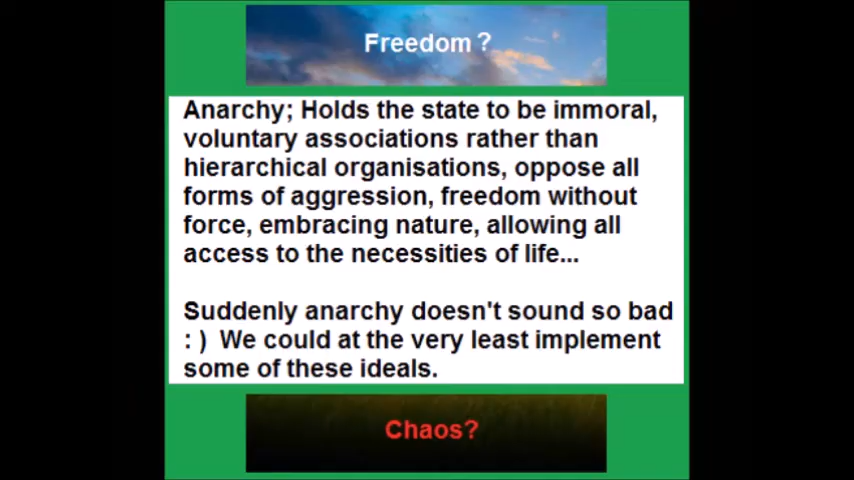 Freedom ?
Anarchy; Holds the state to be immoral,
voluntary associations rather than
hierarchical organisations, oppose all
forms of aggression, freedom without
force, embracing nature, allowing all
access to the necessities of life...
Suddenly anarchy doesn't sound so bad
: ) We could at the very least implement
some of these ideals.
Chaos?